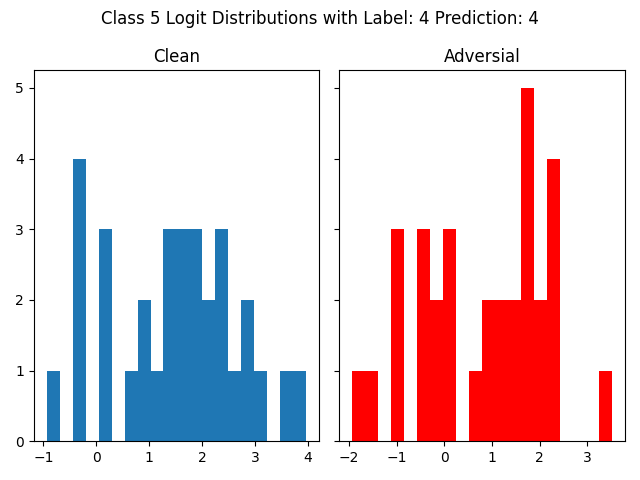 Class 5 Logit Distributions with Label: 4 Prediction: 4
Clean
Adversial
5
4
3
2
1
0
−1 0 1 2 3 4
−2 −1 0 1 2 3